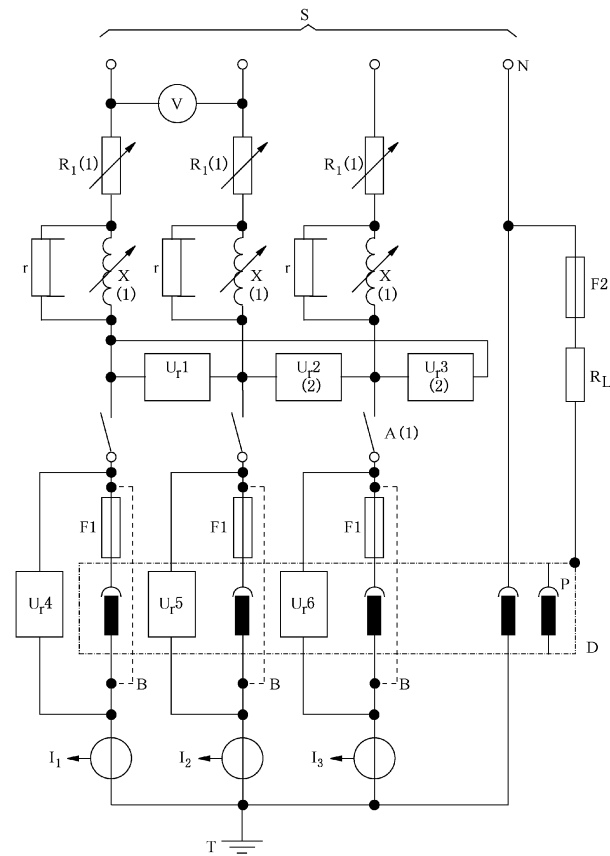 S
N
V
R₁(1) R₁(1) R₁(1)
r X r X r X F2
(1) (1) (1)
Uᵣ1 Uᵣ2 Uᵣ3 R_L
(2) (2)
A(1)
F1 F1 F1
Uᵣ4 Uᵣ5 Uᵣ6 P
D
B B B
I₁ I₂ I₃
T